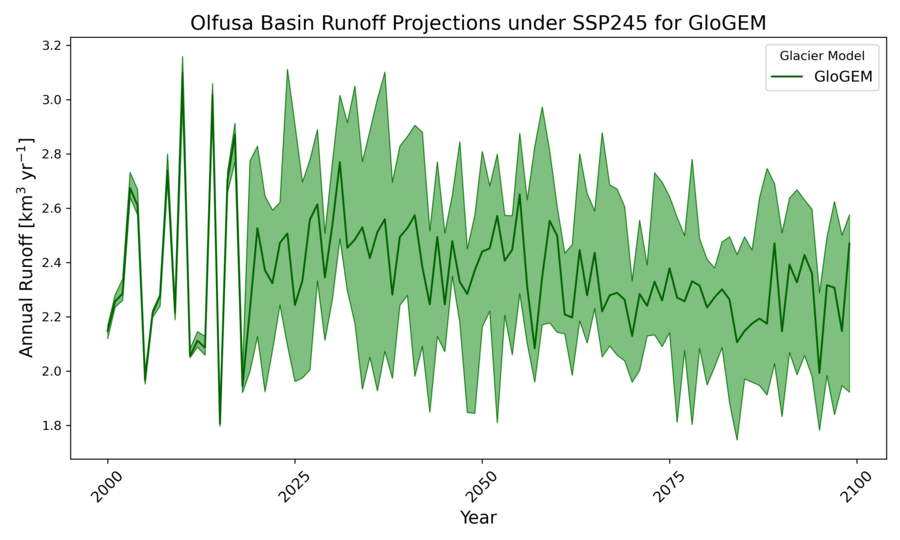 Olfusa Basin Runoff Projections under SSP245 for GloGEM
Annual Runoff [km³ yr⁻¹]
3.2
3.0
2.8
2.6
2.4
2.2
2.0
1.8
Glacier Model
GloGEM
2000
2025
2050
2075
2100
Year